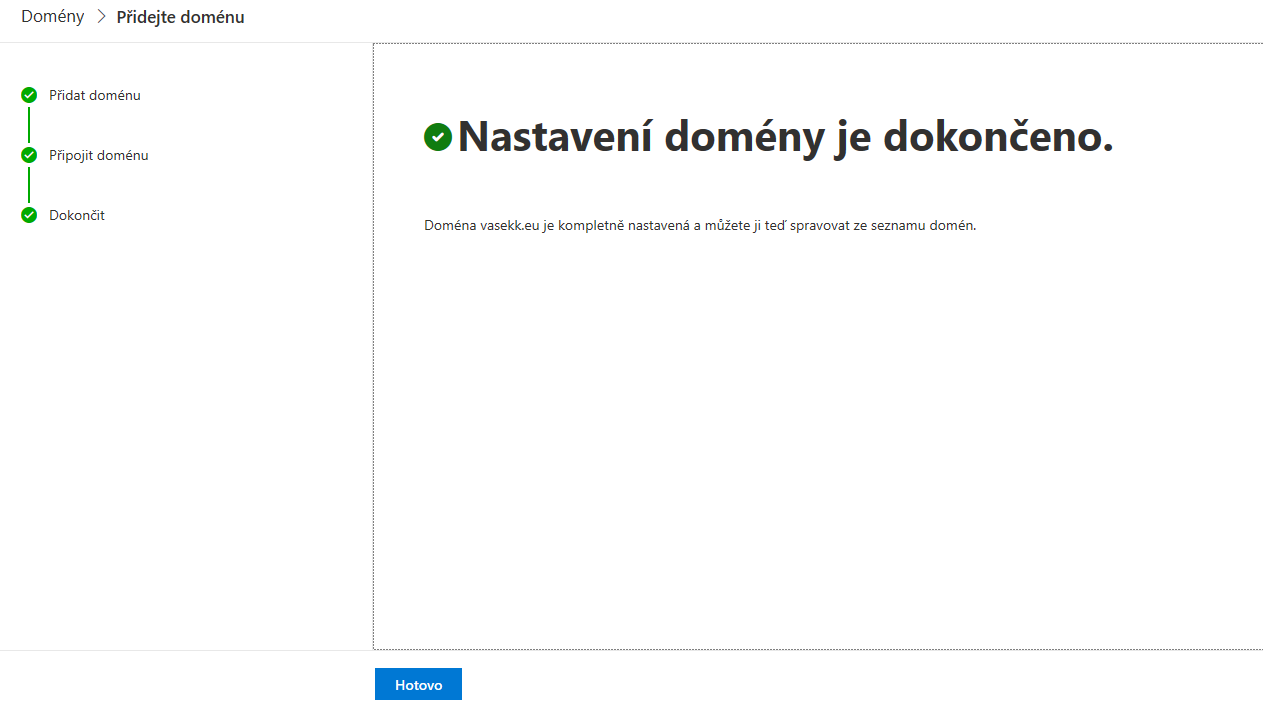 Domény > Přidejte doménu
Přidat doménu
Připojit doménu
Dokončit
Nastavení domény je dokončeno.
Doména vasekk.eu je kompletně nastavená a můžete ji teď spravovat ze seznamu domén.
Hotovo